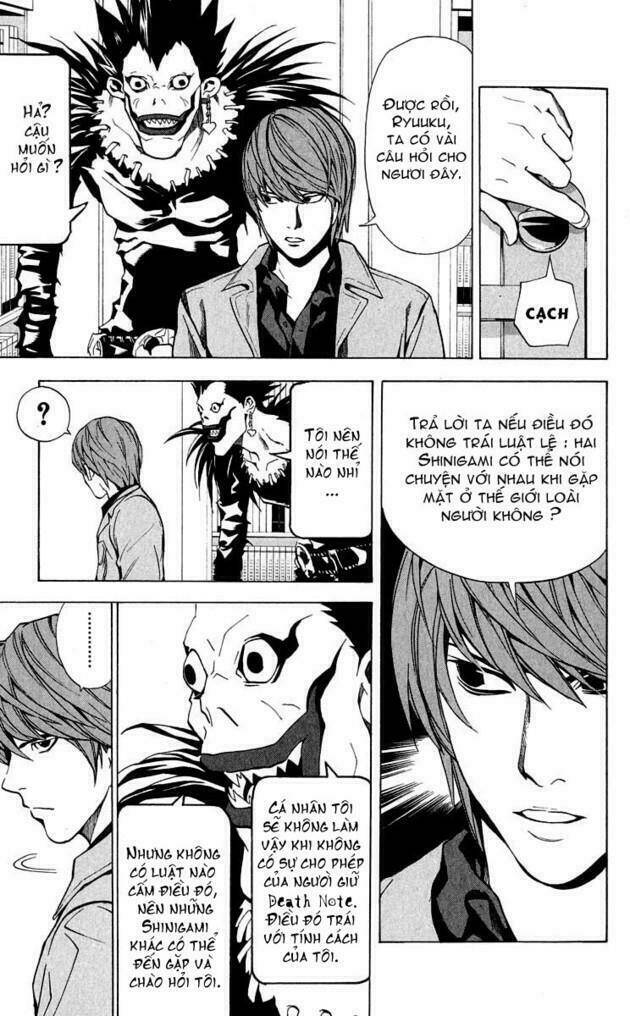 CẠCH
ĐƯỢC RỒI,
RYUUKU,
TA CÓ VÀI
CÂU HỎI CHO
NGƯƠI ĐÂY.
HẢ?
CẬU
MUỐN
HỎI GÌ ?
TRẢ LỜI TA NẾU ĐIỀU ĐÓ
KHÔNG TRÁI LUẬT LỆ : HAI
SHINIGAMI CÓ THỂ NÓI
CHUYỆN VỚI NHAU KHI GẶP
MẶT Ở THẾ GIỚI LOÀI
NGƯỜI KHÔNG ?
TÔI NÊN
NÓI THẾ
NÀO NHỈ
...
?
CÁ NHÂN TÔI
SẼ KHÔNG LÀM
VẬY KHI KHÔNG
CÓ SỰ CHO PHÉP
CỦA NGƯỜI GIỮ
Death Note.
ĐIỀU ĐÓ TRÁI
VỚI TÍNH CÁCH
CỦA TÔI.
NHƯNG KHÔNG
CÓ LUẬT NÀO
CẤM ĐIỀU ĐÓ,
NÊN NHỮNG
SHINIGAMI
KHÁC CÓ THỂ
ĐẾN GẶP VÀ
CHÀO HỎI TÔI.
........